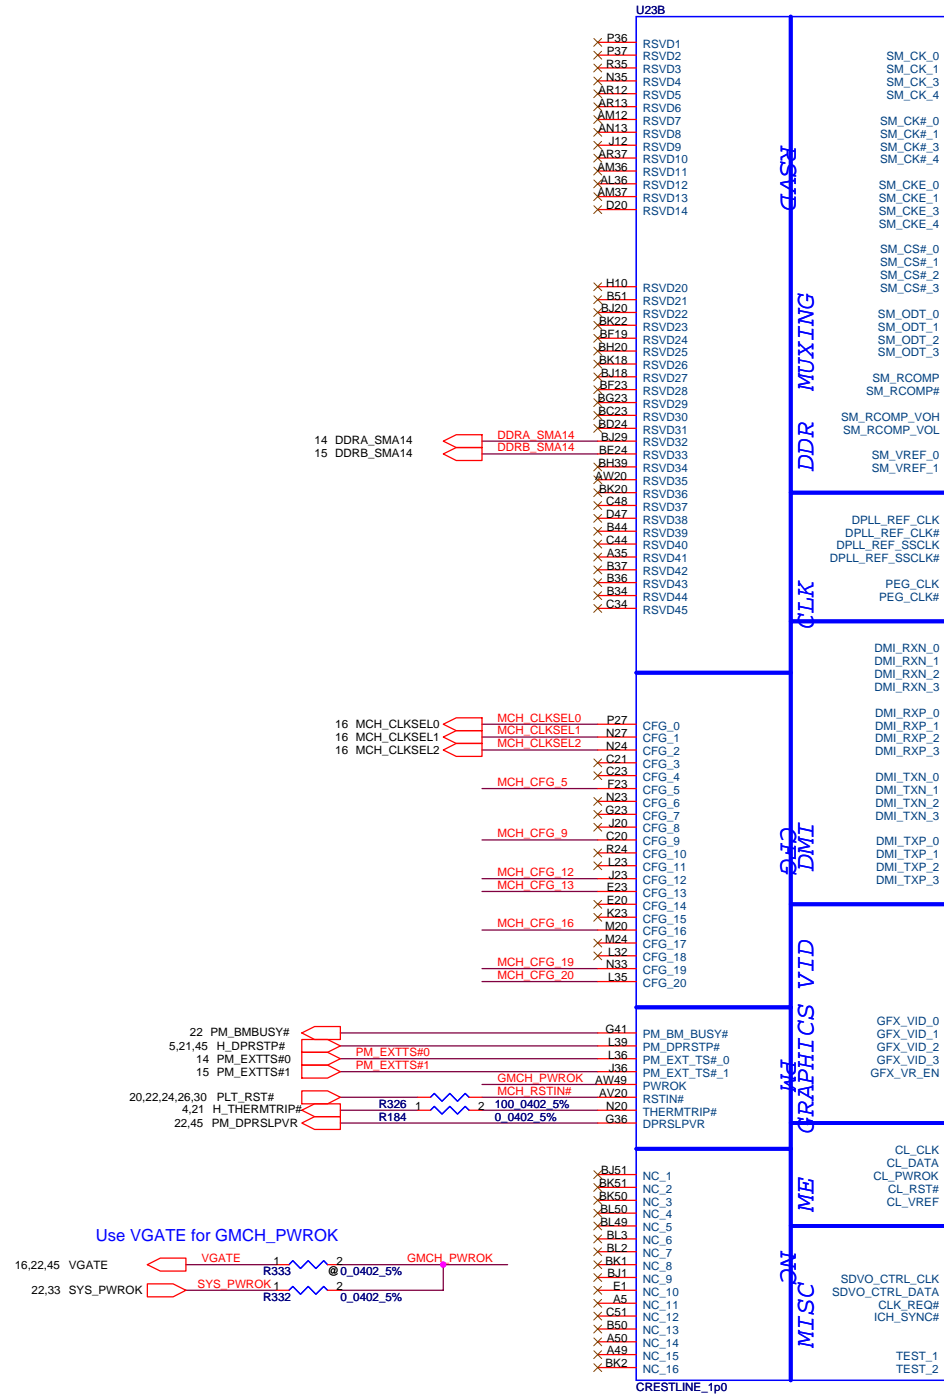 U23B
P36 RSVD1
P37 RSVD2
R35 RSVD3
N35 RSVD4
AR12 RSVD5
AR13 RSVD6
AM12 RSVD7
AN13 RSVD8
J12 RSVD9
AR37 RSVD10
AM36 RSVD11
AL36 RSVD12
AM37 RSVD13
D20 RSVD14
RSVD
H10 RSVD20
B51 RSVD21
BJ20 RSVD22
BK22 RSVD23
BF19 RSVD24
BH20 RSVD25
BK18 RSVD26
BJ18 RSVD27
BF23 RSVD28
BG23 RSVD29
BC23 RSVD30
BD24 RSVD31
14 DDRA_SMA14 DDRA_SMA14 BJ29 RSVD32
15 DDRB_SMA14 DDRB_SMA14 BE24 RSVD33
BH39 RSVD34
AW20 RSVD35
BK20 RSVD36
C48 RSVD37
D47 RSVD38
B44 RSVD39
C44 RSVD40
A35 RSVD41
B37 RSVD42
B36 RSVD43
B34 RSVD44
C34 RSVD45
16 MCH_CLKSEL0 MCH_CLKSEL0 P27 CFG_0
16 MCH_CLKSEL1 MCH_CLKSEL1 N27 CFG_1
16 MCH_CLKSEL2 MCH_CLKSEL2 N24 CFG_2
C21 CFG_3
C23 CFG_4
MCH_CFG_5 F23 CFG_5
N23 CFG_6
G23 CFG_7
J20 CFG_8
MCH_CFG_9 C20 CFG_9
R24 CFG_10
L23 CFG_11
MCH_CFG_12 J23 CFG_12
MCH_CFG_13 E23 CFG_13
E20 CFG_14
K23 CFG_15
MCH_CFG_16 M20 CFG_16
M24 CFG_17
L32 CFG_18
MCH_CFG_19 N33 CFG_19
MCH_CFG_20 L35 CFG_20
CFG
22 PM_BMBUSY# G41 PM_BM_BUSY#
5,21,45 H_DPRSTP# L39 PM_DPRSTP#
14 PM_EXTTS#0 PM_EXTTS#0 L36 PM_EXT_TS#_0
15 PM_EXTTS#1 PM_EXTTS#1 J36 PM_EXT_TS#_1
GMCH_PWROK AW49 PWROK
20,22,24,26,30 PLT_RST# MCH_RSTIN# AV20 RSTIN#
R326 1 2 100_0402_5%
4,21 H_THERMTRIP# N20 THERMTRIP#
R184 0_0402_5%
22,45 PM_DPRSLPVR G36 DPRSLPVR
PM
BJ51 NC_1
BK51 NC_2
BK50 NC_3
BL50 NC_4
BL49 NC_5
BL3 NC_6
BL2 NC_7
BK1 NC_8
BJ1 NC_9
E1 NC_10
A5 NC_11
C51 NC_12
B50 NC_13
A50 NC_14
A49 NC_15
BK2 NC_16
NC
Use VGATE for GMCH_PWROK
16,22,45 VGATE VGATE 1 2 GMCH_PWROK
R333 @ 0_0402_5%
22,33 SYS_PWROK SYS_PWROK 1 2
R332 0_0402_5%
SM_CK_0
SM_CK_1
SM_CK_3
SM_CK_4
SM_CK#_0
SM_CK#_1
SM_CK#_3
SM_CK#_4
SM_CKE_0
SM_CKE_1
SM_CKE_3
SM_CKE_4
SM_CS#_0
SM_CS#_1
SM_CS#_2
SM_CS#_3
SM_ODT_0
SM_ODT_1
SM_ODT_2
SM_ODT_3
SM_RCOMP
SM_RCOMP#
SM_RCOMP_VOH
SM_RCOMP_VOL
SM_VREF_0
SM_VREF_1
DDR MUXING
DPLL_REF_CLK
DPLL_REF_CLK#
DPLL_REF_SSCLK
DPLL_REF_SSCLK#
PEG_CLK
PEG_CLK#
CLK
DMI_RXN_0
DMI_RXN_1
DMI_RXN_2
DMI_RXN_3
DMI_RXP_0
DMI_RXP_1
DMI_RXP_2
DMI_RXP_3
DMI_TXN_0
DMI_TXN_1
DMI_TXN_2
DMI_TXN_3
DMI_TXP_0
DMI_TXP_1
DMI_TXP_2
DMI_TXP_3
DMI
GFX_VID_0
GFX_VID_1
GFX_VID_2
GFX_VID_3
GFX_VR_EN
GRAPHICS VID
CL_CLK
CL_DATA
CL_PWROK
CL_RST#
CL_VREF
ME
SDVO_CTRL_CLK
SDVO_CTRL_DATA
CLK_REQ#
ICH_SYNC#
TEST_1
TEST_2
MISC
CRESTLINE_1p0